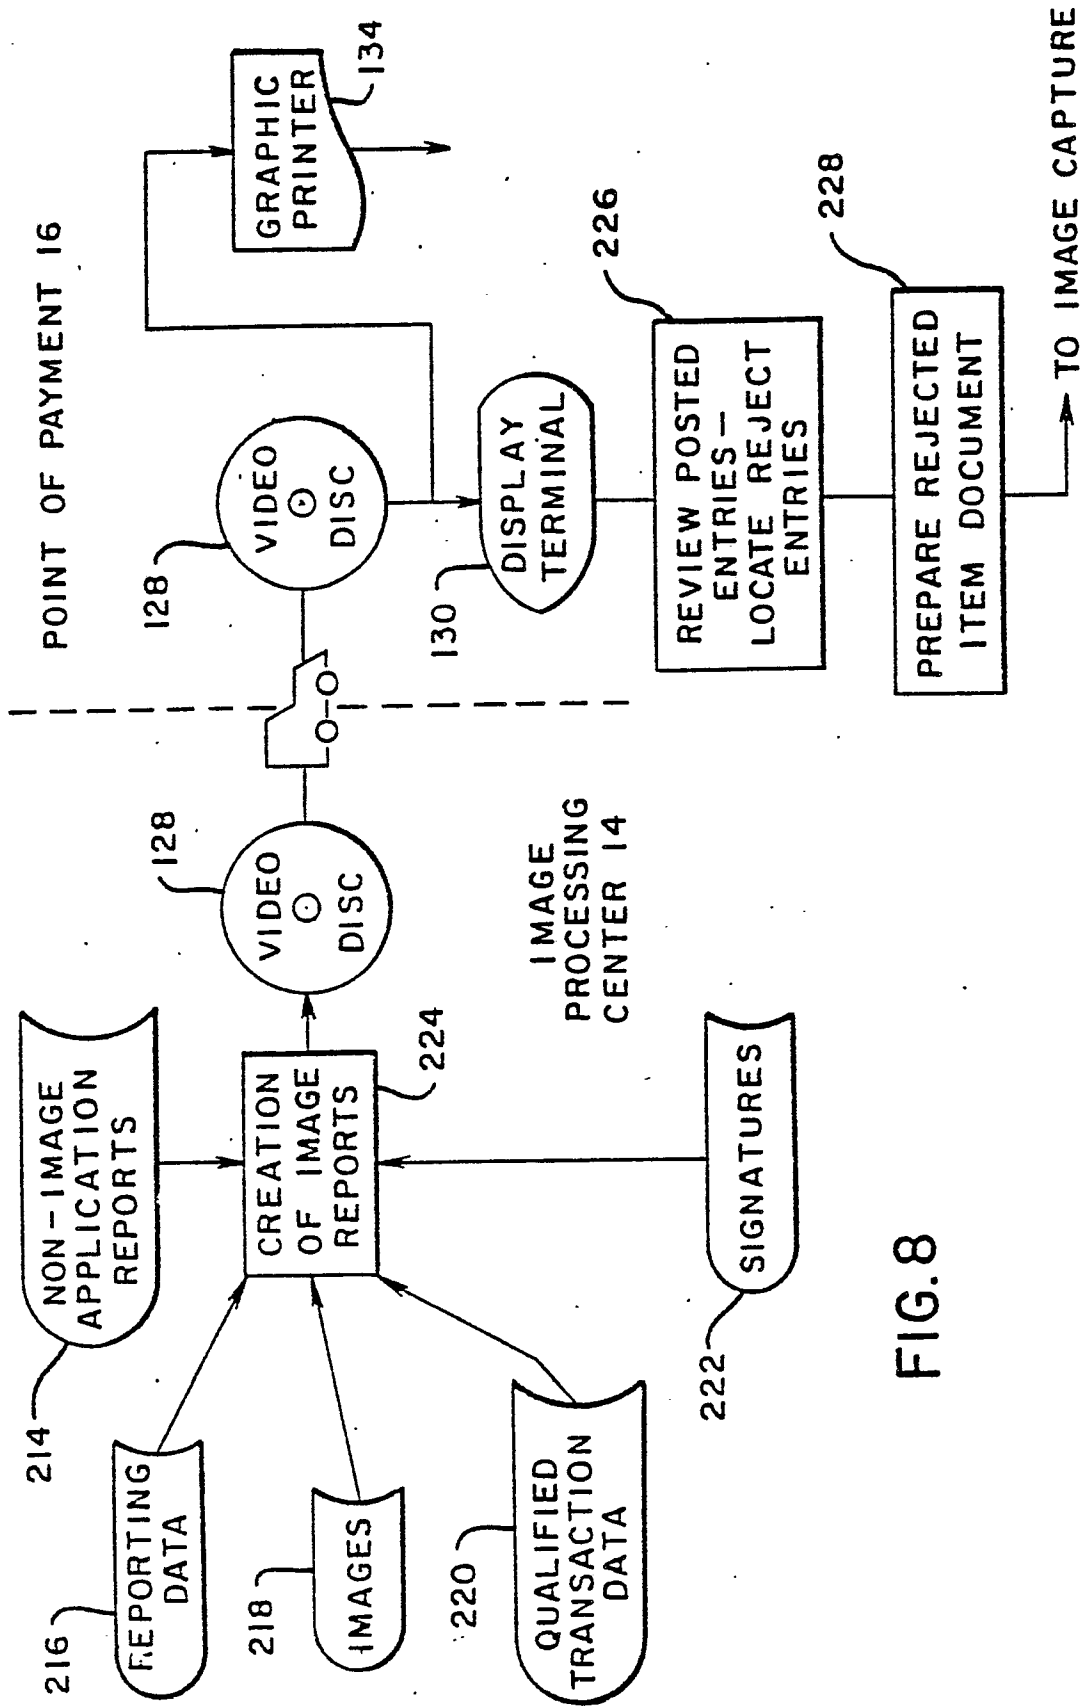 214
NON-IMAGE
APPLICATION
REPORTS
216
REPORTING
DATA
218
IMAGES
220
QUALIFIED
TRANSACTION
DATA
222
SIGNATURES
CREATION
OF IMAGE
REPORTS
224
128
VIDEO
DISC
IMAGE
PROCESSING
CENTER 14
POINT OF PAYMENT 16
128
VIDEO
DISC
GRAPHIC
PRINTER
134
130
DISPLAY
TERMINAL
226
REVIEW POSTED
ENTRIES—
LOCATE REJECT
ENTRIES
228
PREPARE REJECTED
ITEM DOCUMENT
TO IMAGE CAPTURE
FIG.8